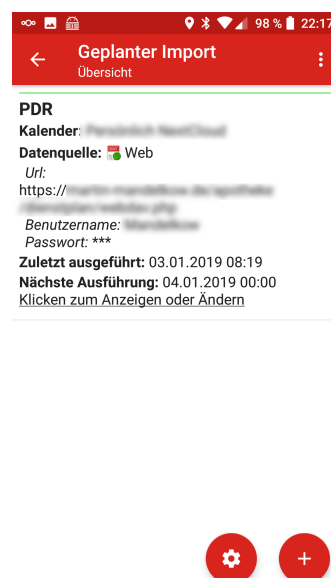 98 % 22:17
Geplanter Import
Übersicht
PDR
Kalender:
Datenquelle: Web
Url:
https://
Benutzername:
Passwort: ***
Zuletzt ausgeführt: 03.01.2019 08:19
Nächste Ausführung: 04.01.2019 00:00
Klicken zum Anzeigen oder Ändern